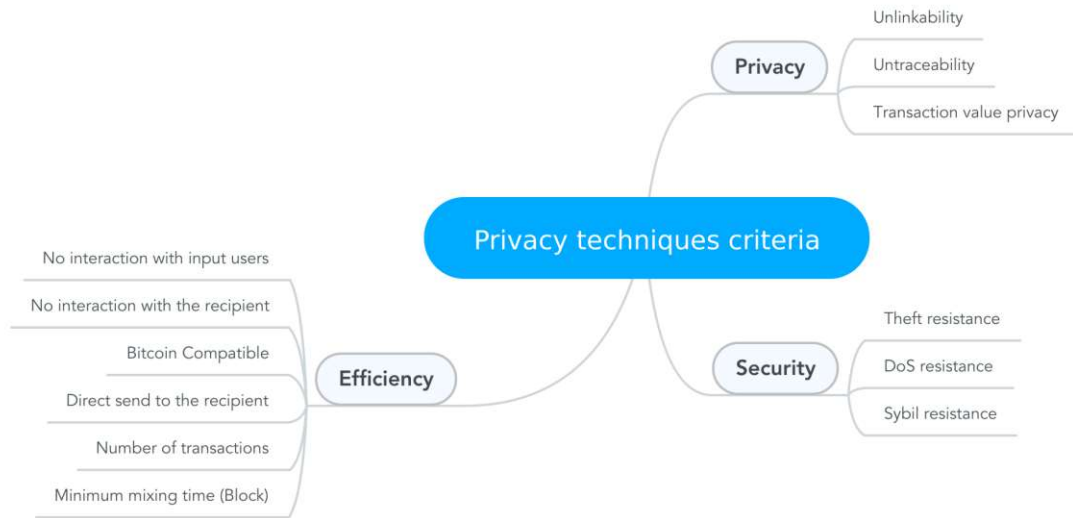 Privacy techniques criteria
Privacy
Unlinkability
Untraceability
Transaction value privacy
Security
Theft resistance
DoS resistance
Sybil resistance
Efficiency
No interaction with input users
No interaction with the recipient
Bitcoin Compatible
Direct send to the recipient
Number of transactions
Minimum mixing time (Block)